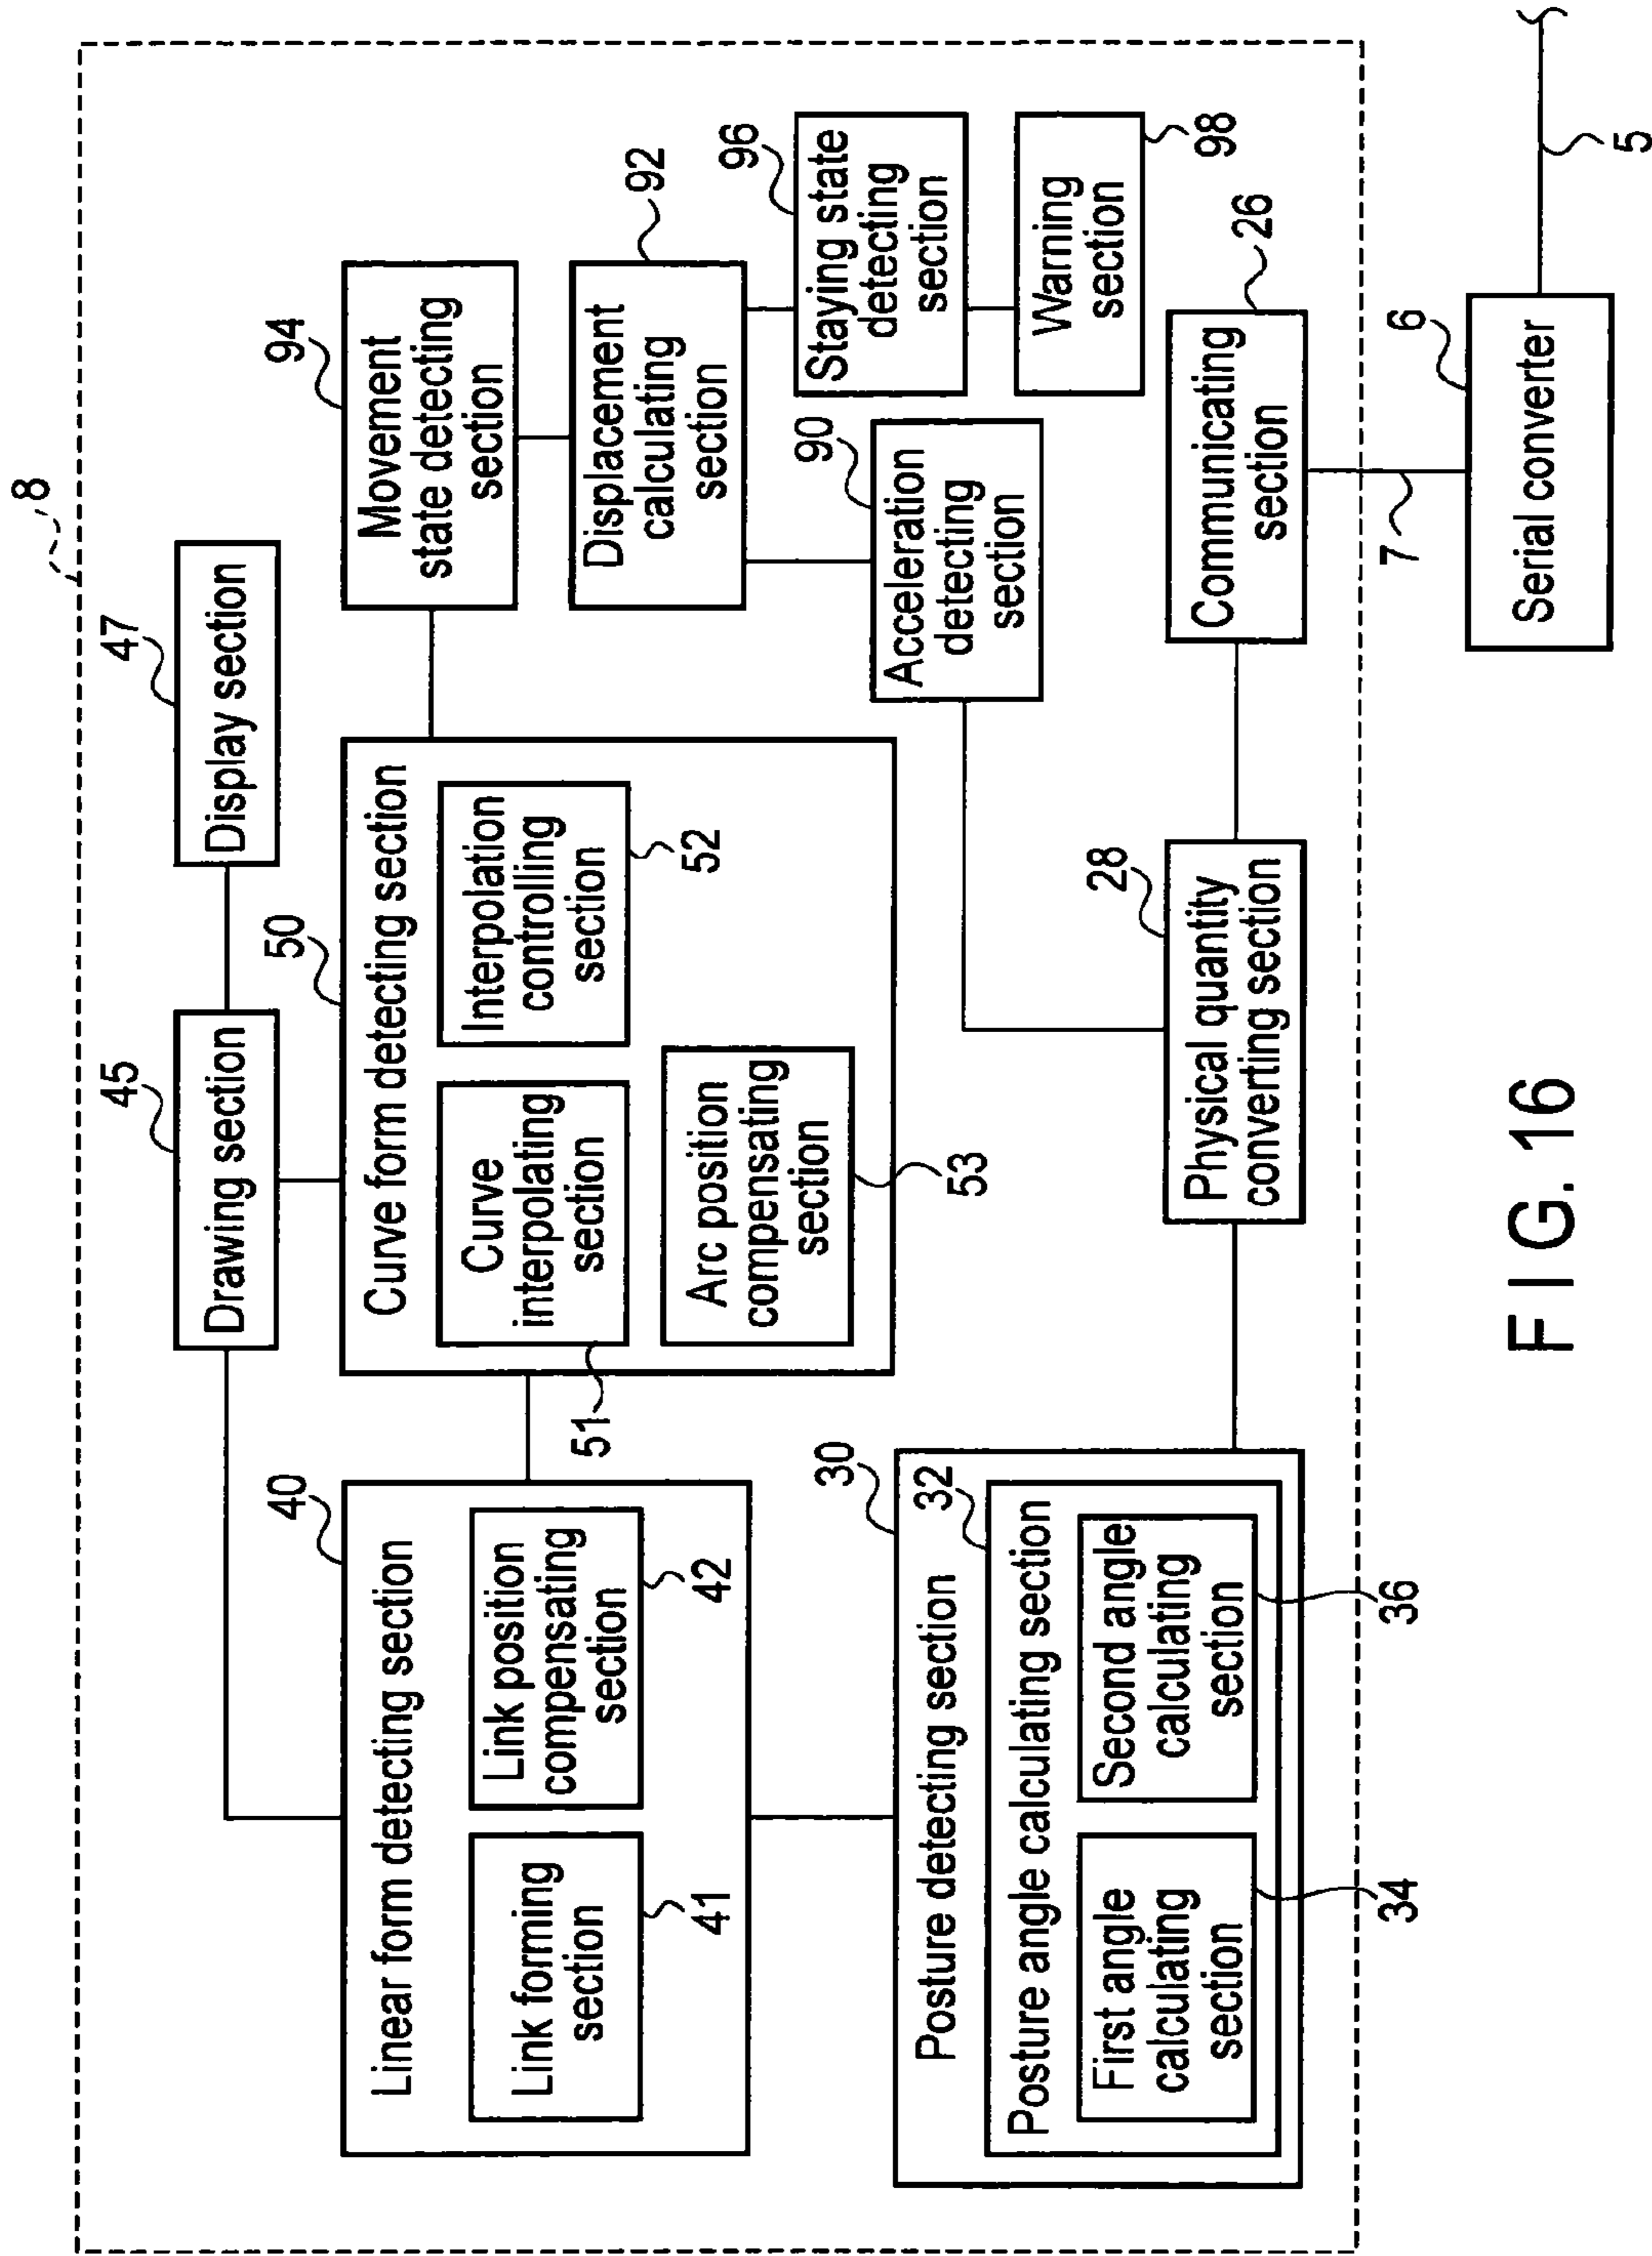 8
45
Drawing section
47
Display section
40
Linear form detecting section
Link forming
section
41
Link position
compensating
section
42
50
Curve form detecting section
Curve
interpolating
section
51
Interpolation
controlling
section
52
Arc position
compensating
section
53
94
Movement
state detecting
section
92
Displacement
calculating
section
96
Staying state
detecting
section
Warning
section
98
90
Acceleration
detecting
section
30
Posture detecting section
32
Posture angle calculating section
First angle
calculating
section
34
Second angle
calculating
section
36
28
Physical quantity
converting section
26
Communicating
section
7
6
Serial converter
5
FIG. 16